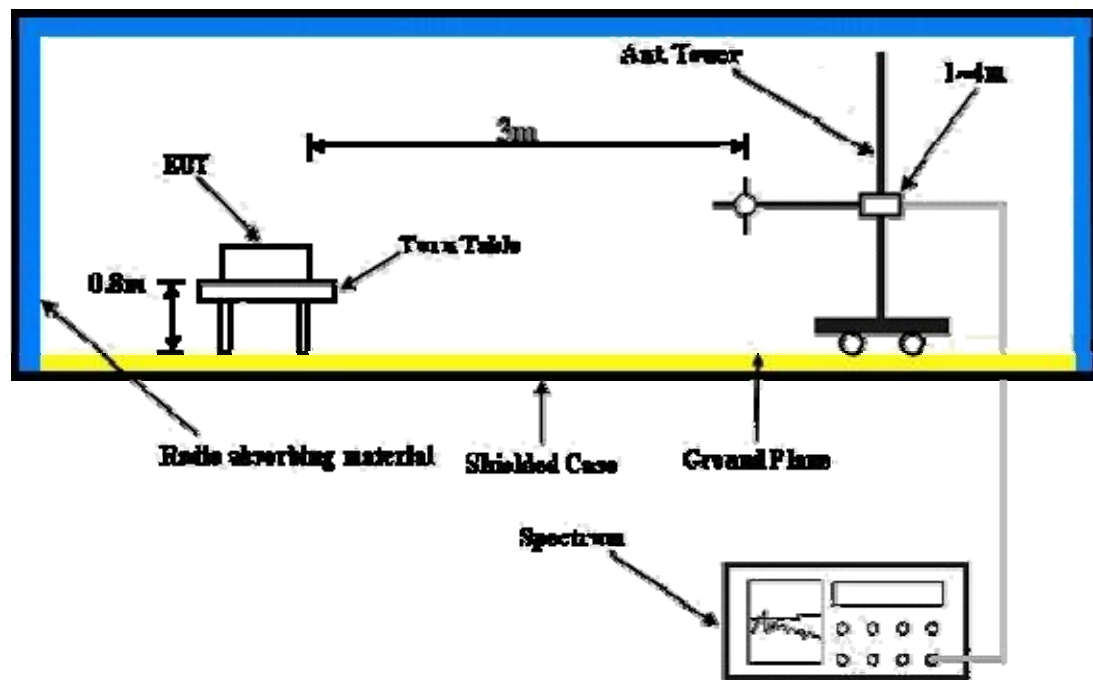 Ant. Tower
1~4m
3m
EUT
Turn Table
0.8m
Radio absorbing material
Shielded Case
Ground Plane
Spectrum